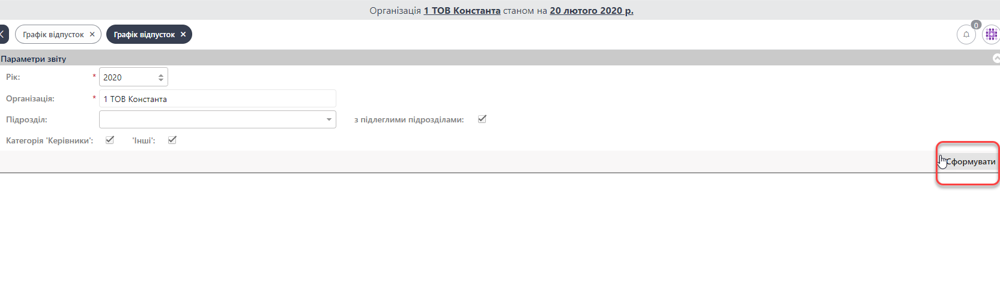 Організація 1 ТОВ Константа станом на 20 лютого 2020 р.
Графік відпусток × Графік відпусток × 0
Параметри звіту
Рік: * 2020
Організація: * 1 ТОВ Константа
Підрозділ: з підлеглими підрозділами:
Категорія 'Керівники': 'Інші':
Сформувати